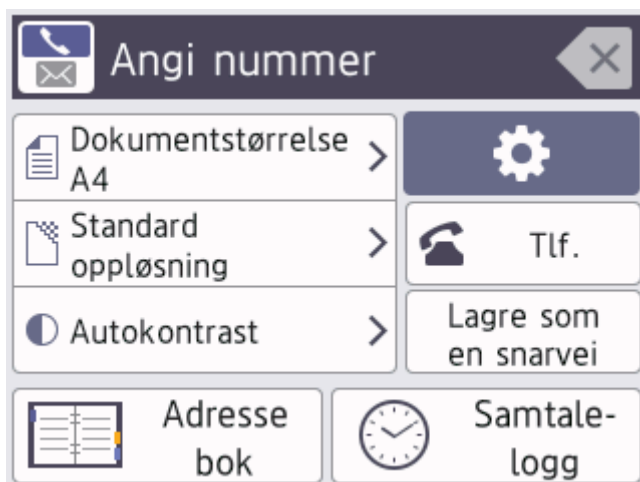 Angi nummer
Dokumentstørrelse
A4
Standard
oppløsning
Autokontrast
Tlf.
Lagre som
en snarvei
Adresse
bok
Samtale-
logg